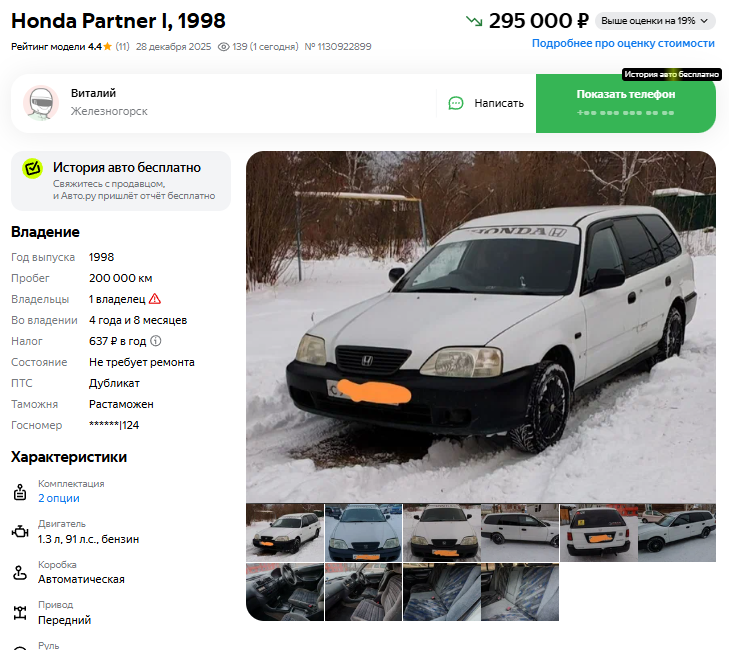 Honda Partner I, 1998
295 000 ₽ Выше оценки на 19%
Рейтинг модели 4.4 (11) 28 декабря 2025 139 (1 сегодня) № 1130922899
Подробнее про оценку стоимости
История авто бесплатно
Виталий
Железногорск
Написать
Показать телефон
История авто бесплатно
Свяжитесь с продавцом,
и Авто.ру пришлёт отчёт бесплатно
HONDA
Владение
Год выпуска 1998
Пробег 200 000 км
Владельцы 1 владелец
Во владении 4 года и 8 месяцев
Налог 637 ₽ в год
Состояние Не требует ремонта
ПТС Дубликат
Таможня Растаможен
Госномер ******|124
Характеристики
Комплектация
2 опции
Двигатель
1.3 л, 91 л.с., бензин
Коробка
Автоматическая
Привод
Передний
Руль